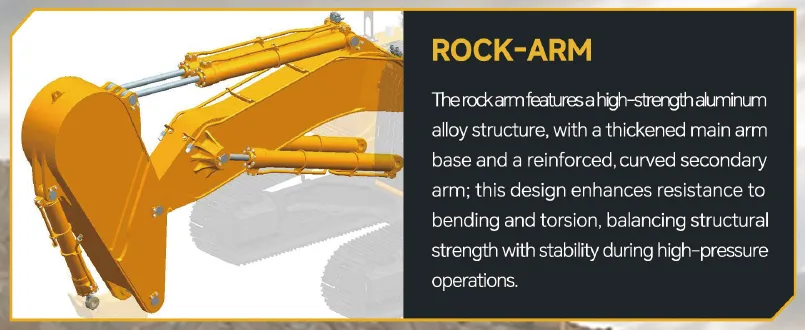 ROCK-ARM
The rock arm features a high-strength aluminum
alloy structure, with a thickened main arm
base and a reinforced, curved secondary
arm; this design enhances resistance to
bending and torsion, balancing structural
strength with stability during high-pressure
operations.